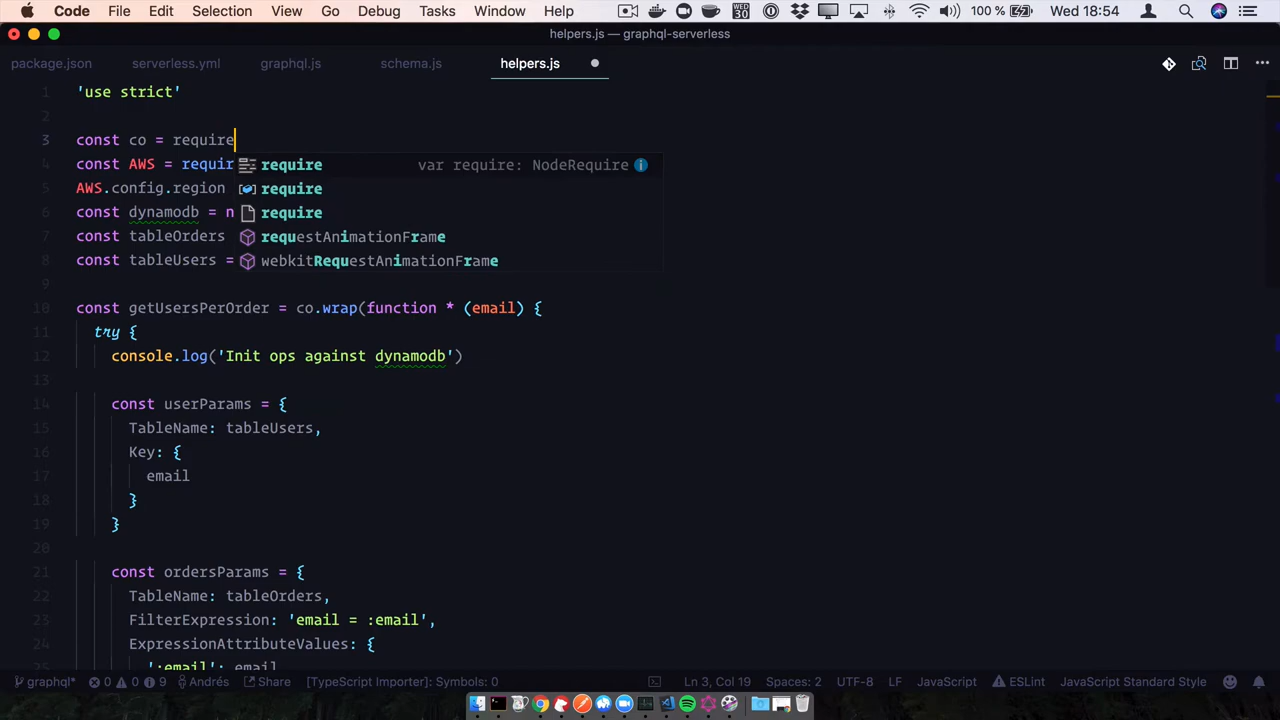 Code File Edit Selection View Go Debug Tasks Window Help WED 30 100 % Wed 18:54
helpers.js — graphql-serverless
package.json serverless.yml graphql.js schema.js helpers.js
1 'use strict'
2
3 const co = require
4 const AWS = requir
require var require: NodeRequire
5 AWS.config.region
require
6 const dynamodb = n
require
7 const tableOrders
requestAnimationFrame
8 const tableUsers =
webkitRequestAnimationFrame
9
10 const getUsersPerOrder = co.wrap(function * (email) {
11 try {
12 console.log('Init ops against dynamodb')
13
14 const userParams = {
15 TableName: tableUsers,
16 Key: {
17 email
18 }
19 }
20
21 const ordersParams = {
22 TableName: tableOrders,
23 FilterExpression: 'email = :email',
24 ExpressionAttributeValues: {
25 ':email': email
graphql* 0 0 9 Andrés Share [TypeScript Importer]: Symbols: 0 Ln 3, Col 19 Spaces: 2 UTF-8 LF JavaScript ESLint JavaScript Standard Style